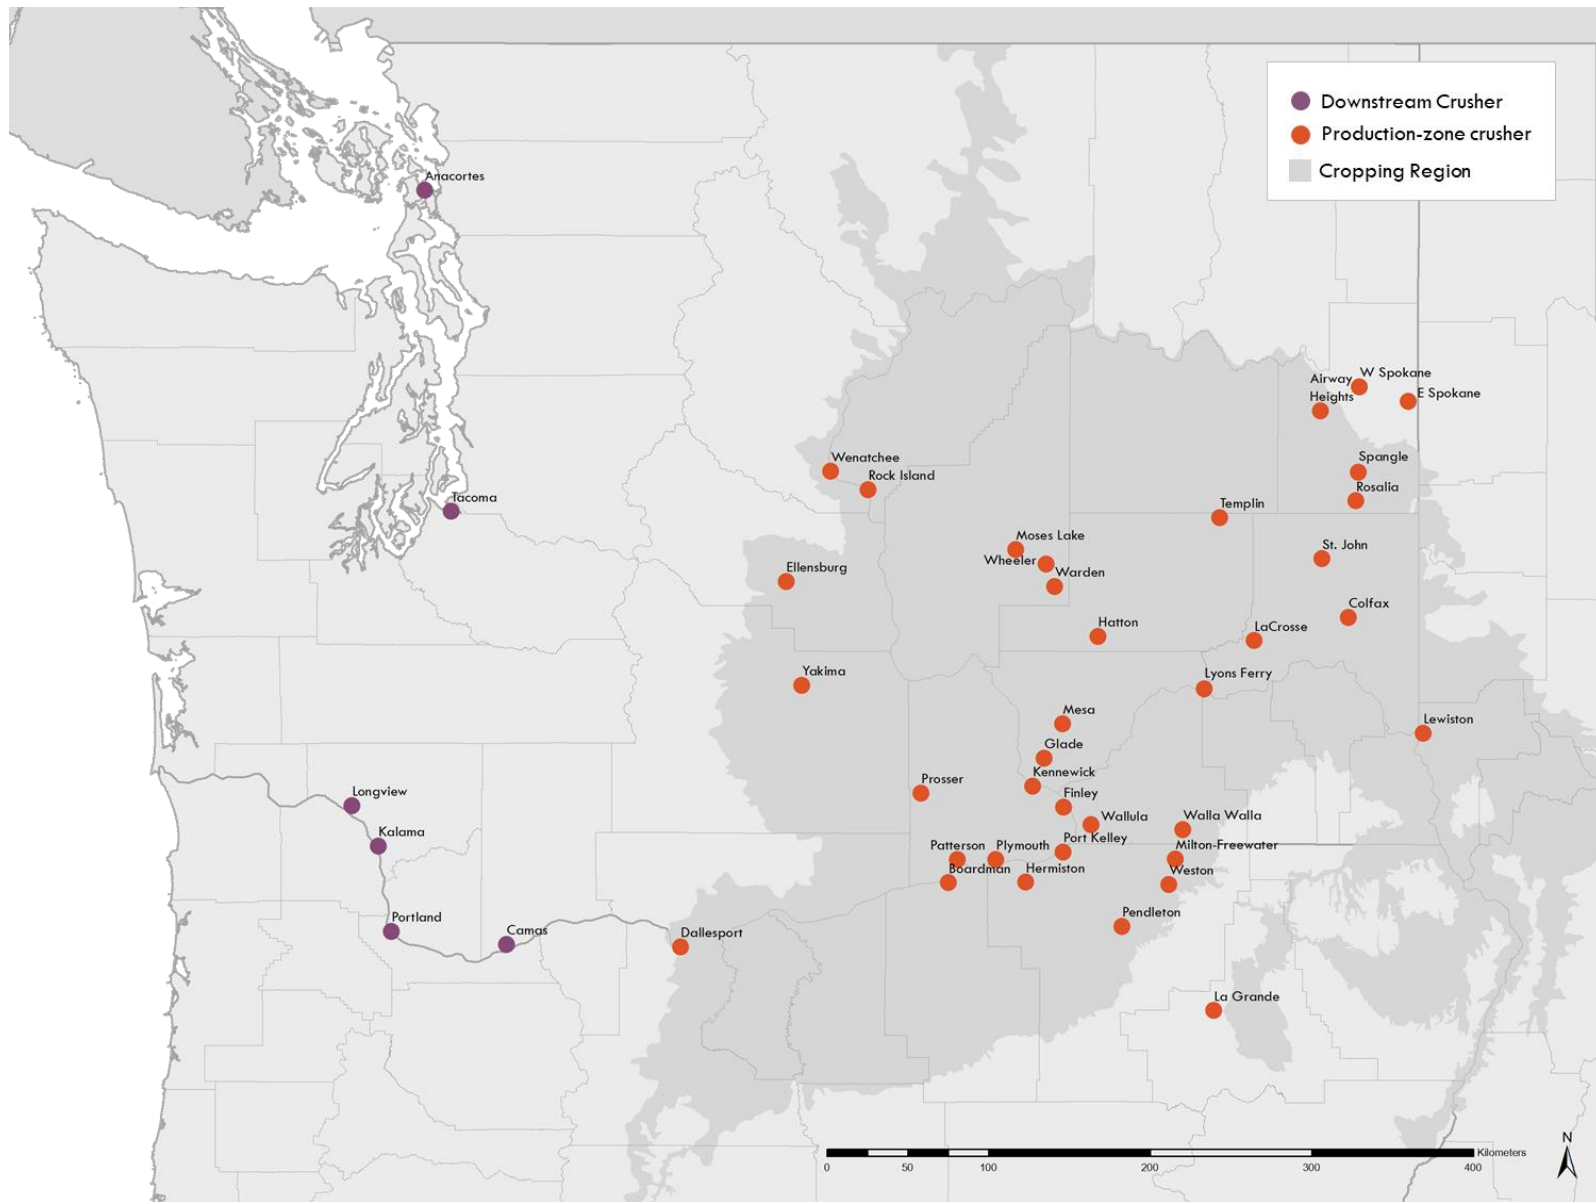 Downstream Crusher
Production-zone crusher
Cropping Region
Anacortes
W Spokane
Airway
Heights
E Spokane
Wenatchee
Rock Island
Spangle
Rosalia
Tacoma
Templin
Moses Lake
Wheeler
Warden
St. John
Ellensburg
Colfax
Hatton
LaCrosse
Yakima
Lyons Ferry
Mesa
Lewiston
Glade
Kennewick
Prosser
Finley
Longview
Wallula
Walla Walla
Kalama
Port Kelley
Patterson
Plymouth
Milton-Freewater
Boardman
Hermiston
Weston
Portland
Pendleton
Camas
Dallesport
La Grande
N
Kilometers
0 50 100 200 300 400